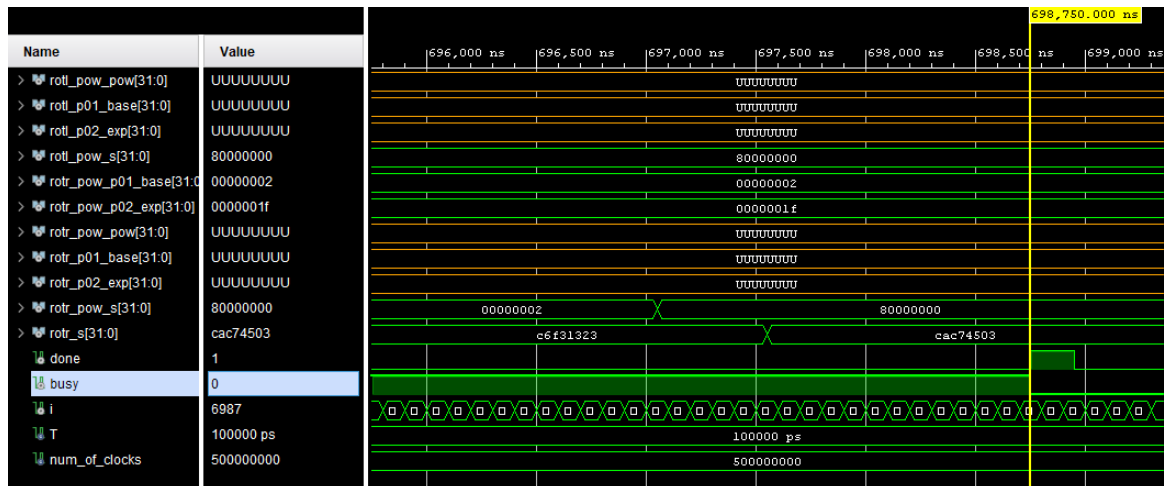 698,750.000 ns
Name Value
696,000 ns 696,500 ns 697,000 ns 697,500 ns 698,000 ns 698,500 ns 699,000 ns
rotl_pow_pow[31:0] UUUUUUUU UUUUUUUU
rotl_p01_base[31:0] UUUUUUUU UUUUUUUU
rotl_p02_exp[31:0] UUUUUUUU UUUUUUUU
rotl_pow_s[31:0] 80000000 80000000
rotr_pow_p01_base[31:0 00000002 00000002
rotr_pow_p02_exp[31:0] 0000001f 0000001f
rotr_pow_pow[31:0] UUUUUUUU UUUUUUUU
rotr_p01_base[31:0] UUUUUUUU UUUUUUUU
rotr_p02_exp[31:0] UUUUUUUU UUUUUUUU
rotr_pow_s[31:0] 80000000 00000002 80000000
rotr_s[31:0] cac74503 c6f31323 cac74503
done 1
busy 0
i 6987
T 100000 ps 100000 ps
num_of_clocks 500000000 500000000